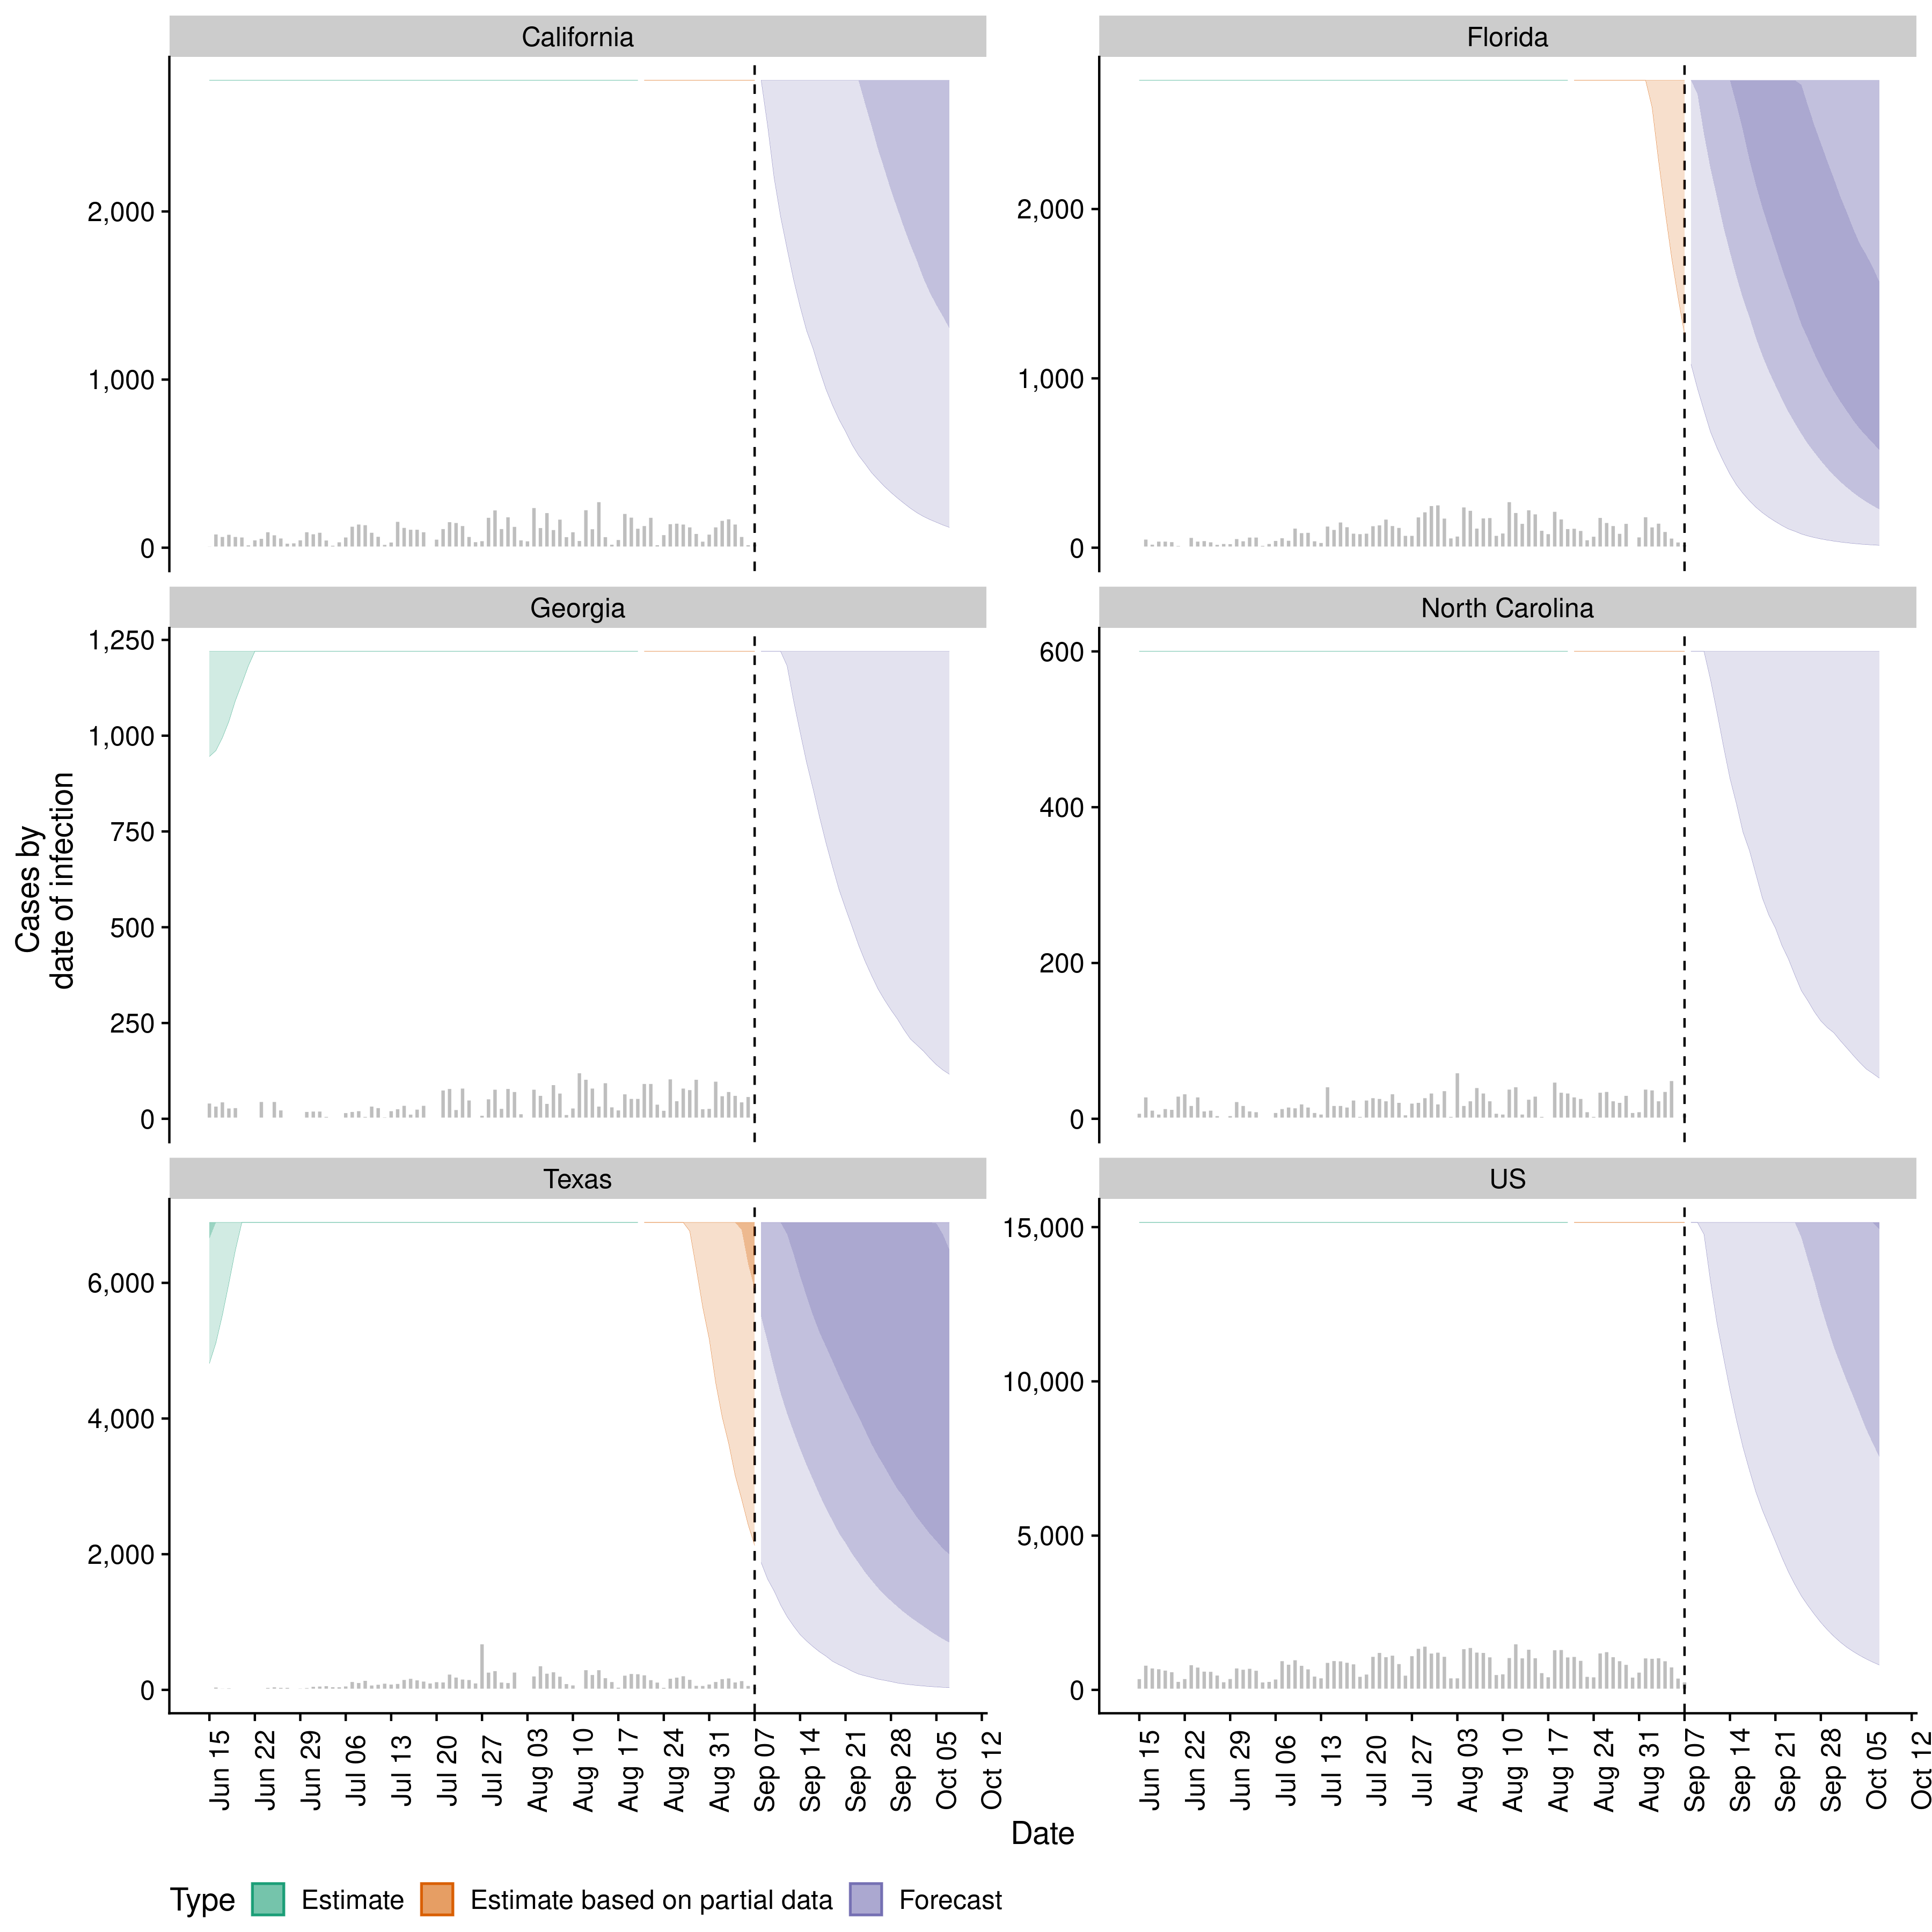 California
Florida
2,000
1,000
0
2,000
1,000
0
Georgia
North Carolina
1,250
1,000
750
500
250
0
600
400
200
0
Cases by
date of infection
Texas
US
6,000
4,000
2,000
0
15,000
10,000
5,000
0
Jun 15 Jun 22 Jun 29 Jul 06 Jul 13 Jul 20 Jul 27 Aug 03 Aug 10 Aug 17 Aug 24 Aug 31 Sep 07 Sep 14 Sep 21 Sep 28 Oct 05 Oct 12
Jun 15 Jun 22 Jun 29 Jul 06 Jul 13 Jul 20 Jul 27 Aug 03 Aug 10 Aug 17 Aug 24 Aug 31 Sep 07 Sep 14 Sep 21 Sep 28 Oct 05 Oct 12
Date
Type Estimate Estimate based on partial data Forecast